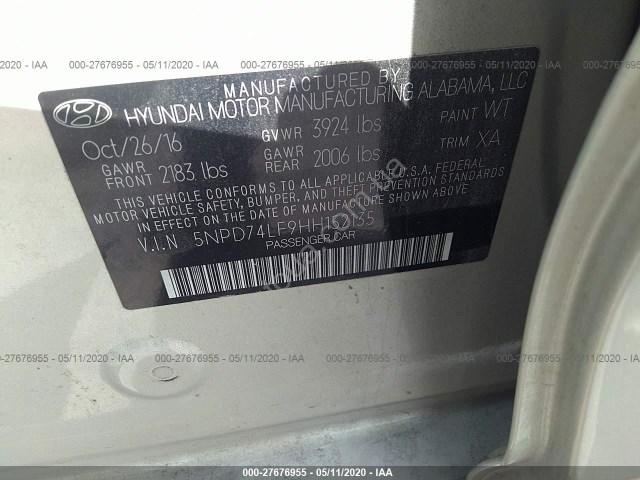 000-27676955 - 05/11/2020 - IAA
MANUFACTURED BY
HYUNDAI MOTOR MANUFACTURING ALABAMA, LLC
Oct/26/16 GVWR 3924 lbs PAINT WT
GAWR FRONT 2183 lbs GAWR REAR 2006 lbs TRIM XA
THIS VEHICLE CONFORMS TO ALL APPLICABLE U.S.A. FEDERAL
MOTOR VEHICLE SAFETY, BUMPER, AND THEFT PREVENTION STANDARDS
IN EFFECT ON THE DATE OF MANUFACTURE SHOWN ABOVE.
V.I.N
PASSENGER CAR
000-27676955 - 05/11/2020 - IAA
000-27676955 - 05/11/2020 - IAA